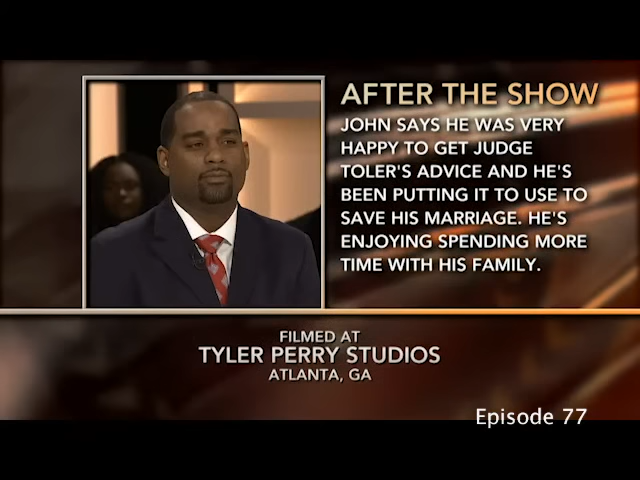 AFTER THE SHOW
JOHN SAYS HE WAS VERY
HAPPY TO GET JUDGE
TOLER'S ADVICE AND HE'S
BEEN PUTTING IT TO USE TO
SAVE HIS MARRIAGE. HE'S
ENJOYING SPENDING MORE
TIME WITH HIS FAMILY.
FILMED AT
TYLER PERRY STUDIOS
ATLANTA, GA
Episode 77